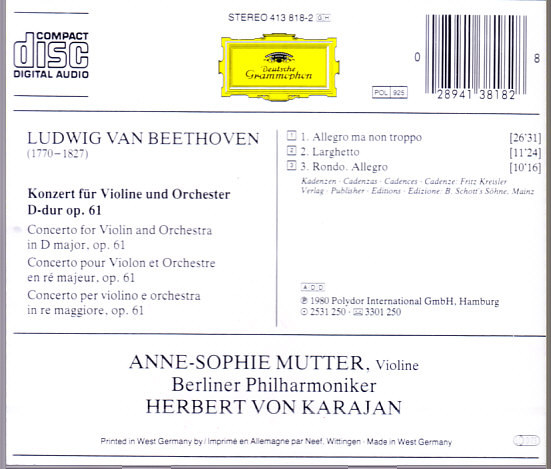 COMPACT
disc
DIGITAL AUDIO
STEREO 413 818-2 AH
Deutsche
Grammophon
POL 925
0 28941 38182 8
LUDWIG VAN BEETHOVEN
(1770–1827)
Konzert für Violine und Orchester
D-dur op. 61
Concerto for Violin and Orchestra
in D major, op. 61
Concerto pour Violon et Orchestre
en ré majeur, op. 61
Concerto per violino e orchestra
in re maggiore, op. 61
1 1. Allegro ma non troppo [26'31]
2 2. Larghetto [11'24]
3 3. Rondo. Allegro [10'16]
Kadenzen · Cadenzas · Cadences · Cadenze: Fritz Kreisler
Verlag · Publisher · Editions · Edizione: B. Schott's Söhne, Mainz
ADD
℗ 1980 Polydor International GmbH, Hamburg
2531 250 · 3301 250
ANNE-SOPHIE MUTTER, Violine
Berliner Philharmoniker
HERBERT VON KARAJAN
Printed in West Germany by / Imprimé en Allemagne par Neef, Wittingen · Made in West Germany